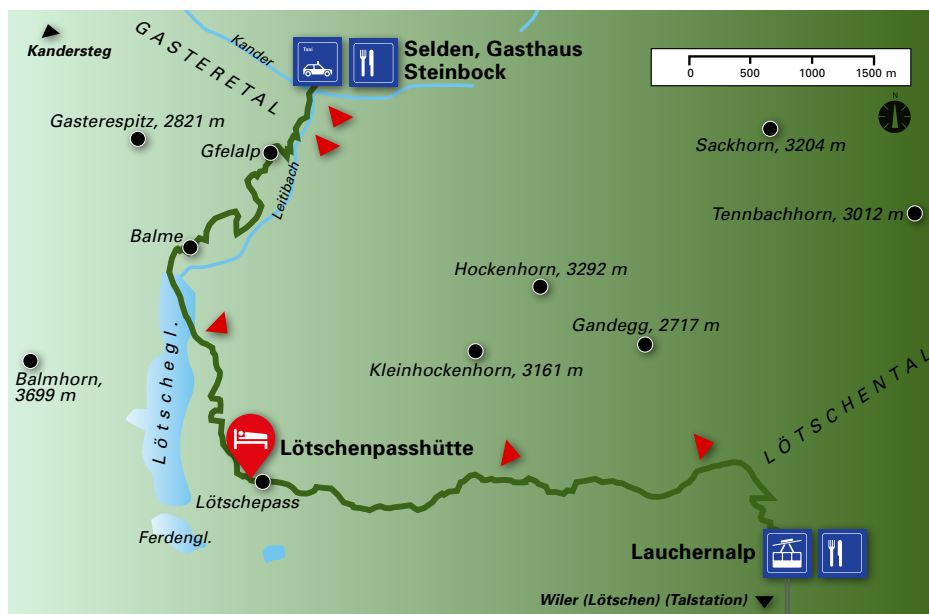 Kandersteg
GASTERETAL
Kander
Taxi
Selden, Gasthaus
Steinbock
0 500 1000 1500 m
N
Gasterespitz, 2821 m
Gfelalp
Leitibach
Sackhorn, 3204 m
Tennbachhorn, 3012 m
Balme
Hockenhorn, 3292 m
Gandegg, 2717 m
Kleinhockenhorn, 3161 m
Balmhorn,
3699 m
Lötschegl.
LÖTSCHENTAL
Lötschenpasshütte
Lötschepass
Ferdengl.
Lauchernalp
Wiler (Lötschen) (Talstation)